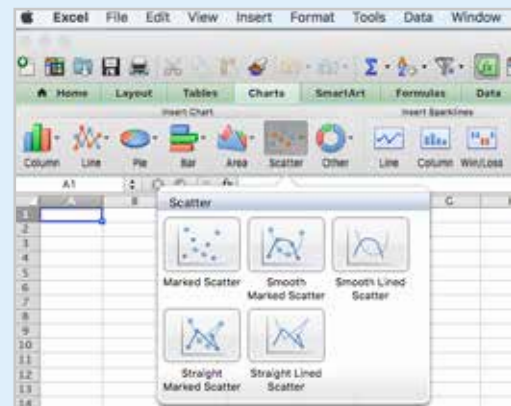 Excel File Edit View Insert Format Tools Data Window
Home Layout Tables Charts SmartArt Formulas Data
Insert Chart Insert Sparklines
Column Line Pie Bar Area Scatter Other Line Column Win/Loss
A1 fx
A B G
Scatter
1
2
3
4
5
6
7
8
9
10
11
12
13
14
Marked Scatter
Smooth Marked Scatter
Smooth Lined Scatter
Straight Marked Scatter
Straight Lined Scatter